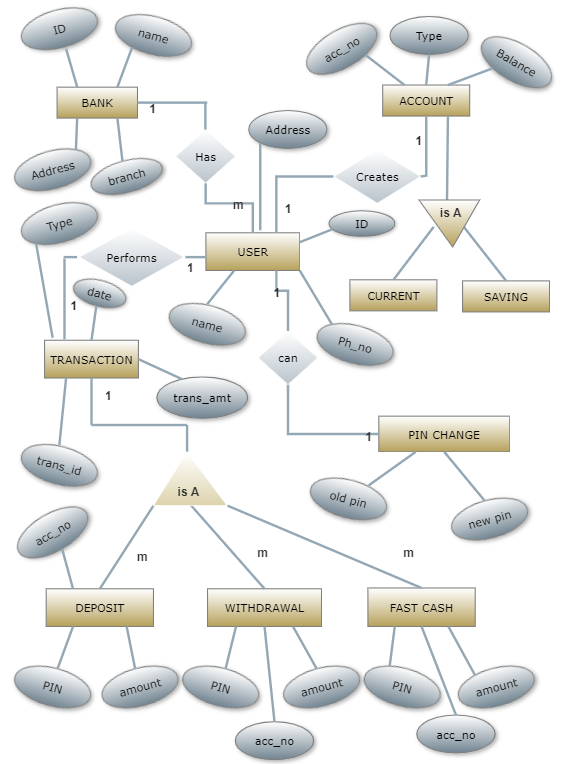 ID
name
acc_no
Type
Balance
BANK
1
ACCOUNT
Address
1
Has
Address
branch
Creates
m
1
is A
Type
ID
USER
Performs
1
date
1
1
CURRENT
SAVING
name
Ph_no
TRANSACTION
can
1
trans_amt
1
PIN CHANGE
trans_id
is A
old pin
new pin
acc_no
m
m
m
DEPOSIT
WITHDRAWAL
FAST CASH
PIN
amount
PIN
amount
PIN
amount
acc_no
acc_no